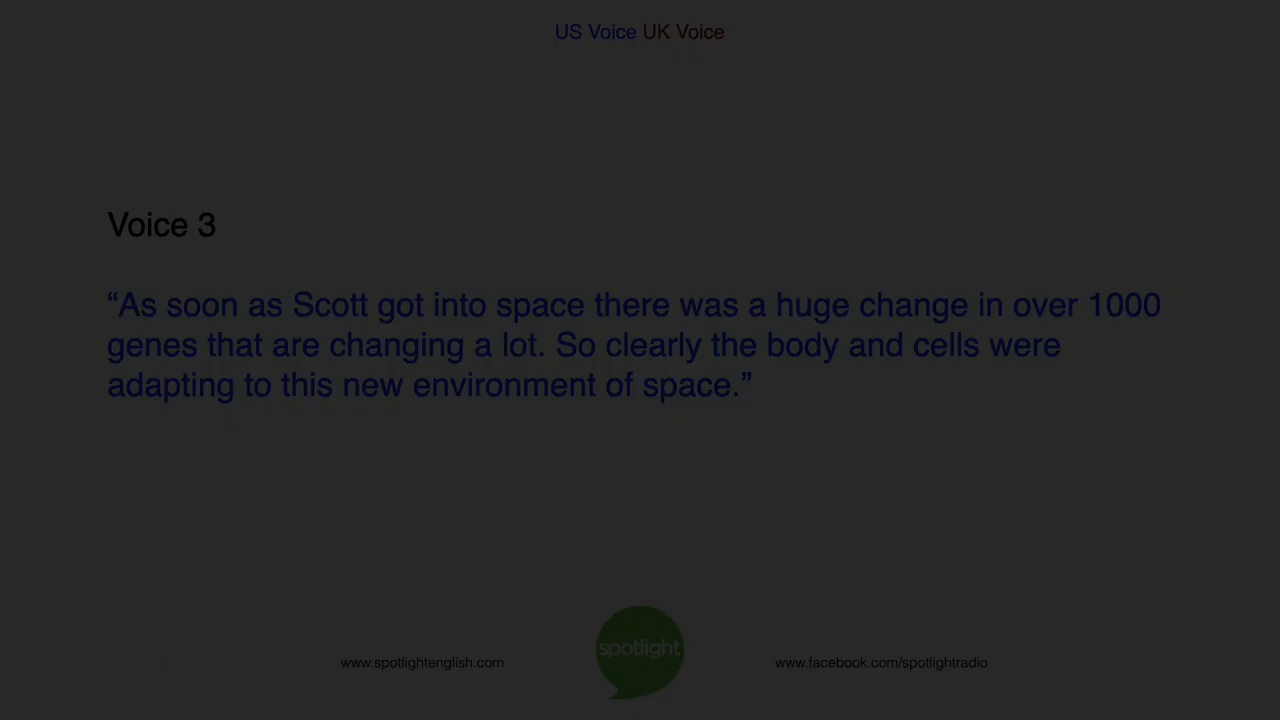 US Voice UK Voice
Voice 3
“As soon as Scott got into space there was a huge change in over 1000
genes that are changing a lot. So clearly the body and cells were
adapting to this new environment of space.”
spotlight
www.spotlightenglish.com
www.facebook.com/spotlightradio